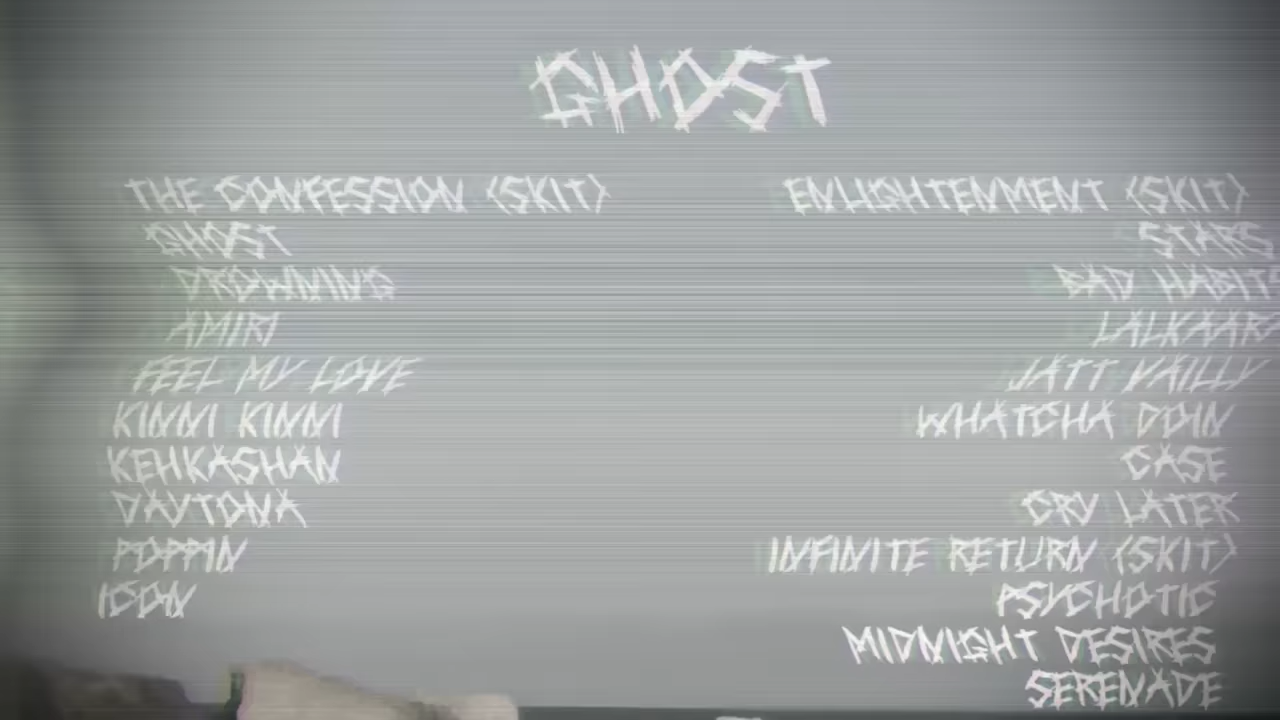 GHOST
THE CONFESSION (SKIT)
GHOST
DROWNING
AMIRI
FEEL MY LOVE
KINNI KINNI
KEHKASHAN
DAYTONA
POPPIN
ICON
ENLIGHTENMENT (SKIT)
STARS
BAD HABITS
LALKAARA
JATT VAILLY
WHATCHA DOIN
CASE
CRY LATER
INFINITE RETURN (SKIT)
PSYCHOTIC
MIDNIGHT DESIRES
SERENADE